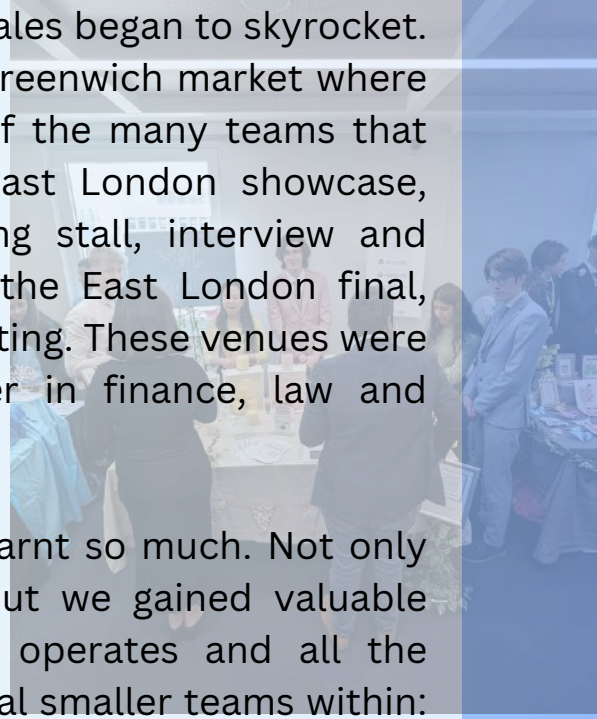 ales began to skyrocket.
reenwich market where
f the many teams that
ast London showcase,
ng stall, interview and
the East London final,
ting. These venues were
er in finance, law and
arnt so much. Not only
ut we gained valuable
operates and all the
al smaller teams within: